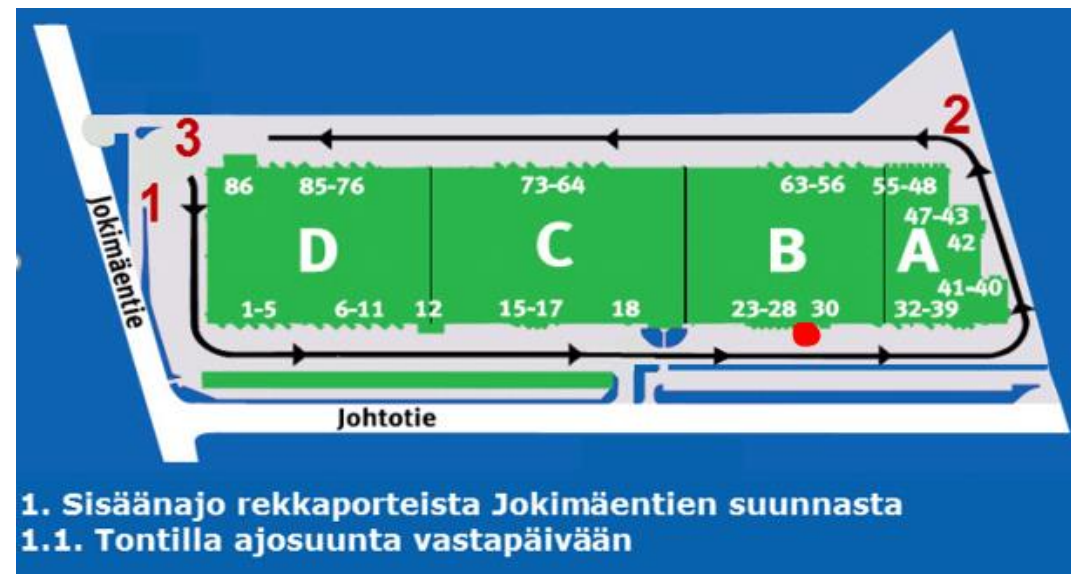 2
3
1
86 85-76 73-64 63-56 55-48
47-43
42
41-40
D C B A
1-5 6-11 12 15-17 18 23-28 30 32-39
Jokimäentie
Johtotie
1. Sisäänajo rekkaporteista Jokimäentien suunnasta
1.1. Tontilla ajosuunta vastapäivään